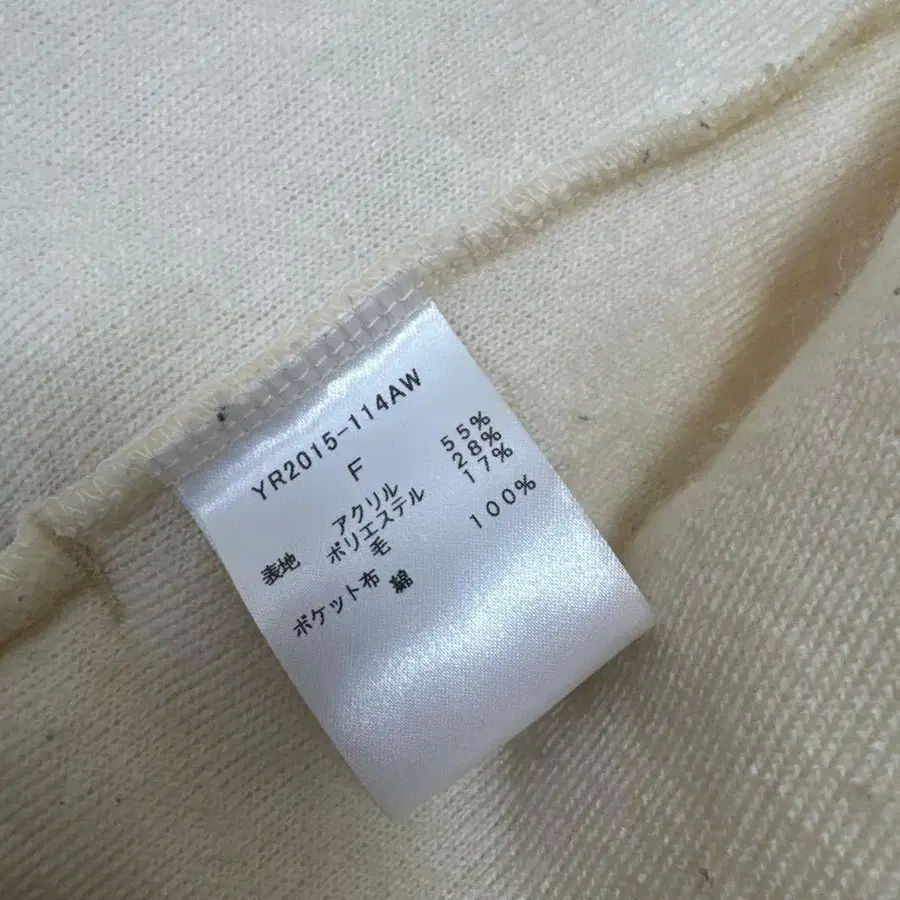 YR2015-114AW
F
表地 アクリル 55%
ポリエステル 28%
毛 17%
ポケット布 綿 100%